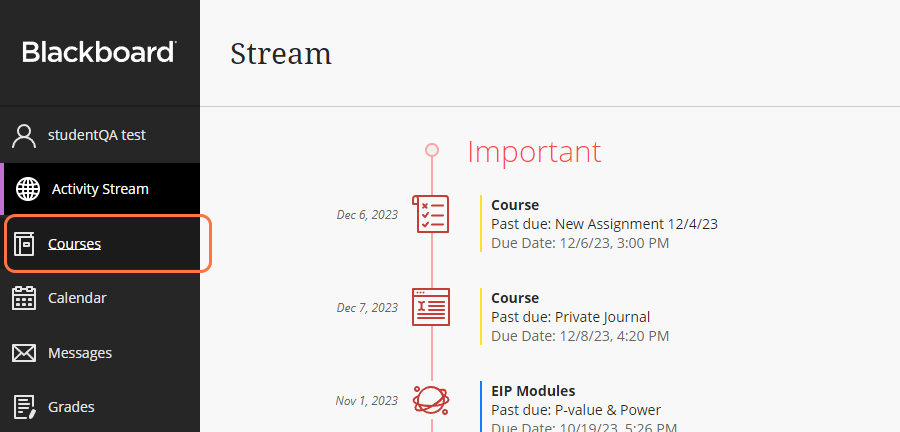 Blackboard
studentQA test
Activity Stream
Courses
Calendar
Messages
Grades
Stream
Important
Dec 6, 2023
Course
Past due: New Assignment 12/4/23
Due Date: 12/6/23, 3:00 PM
Dec 7, 2023
Course
Past due: Private Journal
Due Date: 12/8/23, 4:20 PM
Nov 1, 2023
EIP Modules
Past due: P-value & Power
Due Date: 10/19/23, 5:26 PM